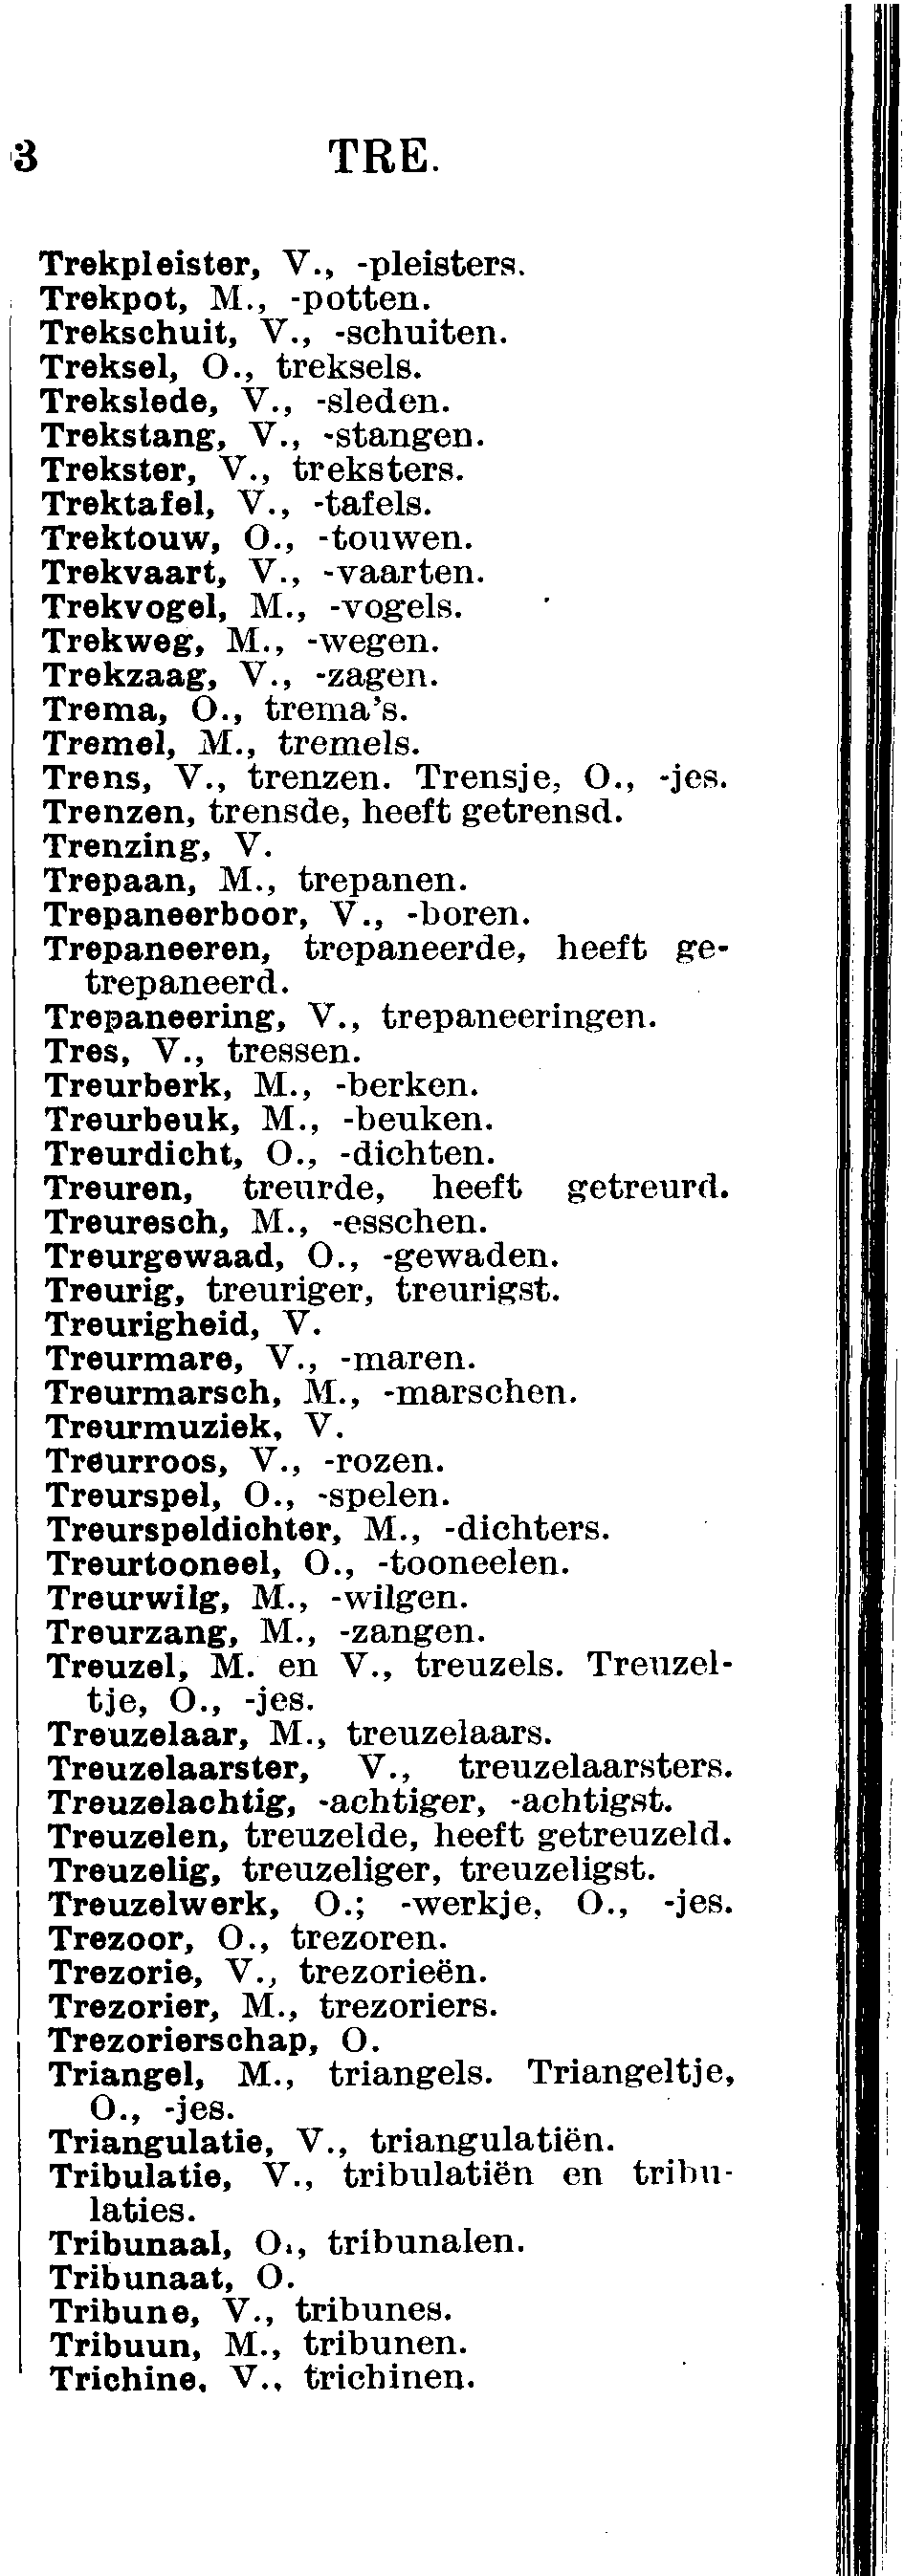 3 TRE.
Trekpleister, V., -pleisters.
Trekpot, M., -potten.
Trekschuit, V., -schuiten.
Treksel, O., treksels.
Trekslede, V., -sleden.
Trekstang, V., -stangen.
Trekster, V., treksters.
Trektafel, V., -tafels.
Trektouw, O., -touwen.
Trekvaart, V., -vaarten.
Trekvogel, M., -vogels.
Trekweg, M., -wegen.
Trekzaag, V., -zagen.
Trema, O., trema's.
Tremel, M., tremels.
Trens, V., trenzen. Trensje, O., -jes.
Trenzen, trensde, heeft getrensd.
Trenzing, V.
Trepaan, M., trepanen.
Trepaneerboor, V., -boren.
Trepaneeren, trepaneerde, heeft ge-
trepaneerd.
Trepaneering, V., trepaneeringen.
Tres, V., tressen.
Treurberk, M., -berken.
Treurbeuk, M., -beuken.
Treurdicht, O., -dichten.
Treuren, treurde, heeft getreurd.
Treuresch, M., -esschen.
Treurgewaad, O., -gewaden.
Treurig, treuriger, treurigst.
Treurigheid, V.
Treurmare, V., -maren.
Treurmarsch, M., -marschen.
Treurmuziek, V.
Treurroos, V., -rozen.
Treurspel, O., -spelen.
Treurspeldichter, M., -dichters.
Treurtooneel, O., -tooneelen.
Treurwilg, M., -wilgen.
Treurzang, M., -zangen.
Treuzel, M. en V., treuzels. Treuzel-
tje, O., -jes.
Treuzelaar, M., treuzelaars.
Treuzelaarster, V., treuzelaarsters.
Treuzelachtig, -achtiger, -achtigst.
Treuzelen, treuzelde, heeft getreuzeld.
Treuzelig, treuzeliger, treuzeligst.
Treuzelwerk, O.; -werkje, O., -jes.
Trezoor, O., trezoren.
Trezorie, V., trezorieën.
Trezorier, M., trezoriers.
Trezorierschap, O.
Triangel, M., triangels. Triangeltje,
O., -jes.
Triangulatie, V., triangulatiën.
Tribulatie, V., tribulatiën en tribu-
laties.
Tribunaal, O., tribunalen.
Tribunaat, O.
Tribune, V., tribunes.
Tribuun, M., tribunen.
Trichine, V., trichinen.